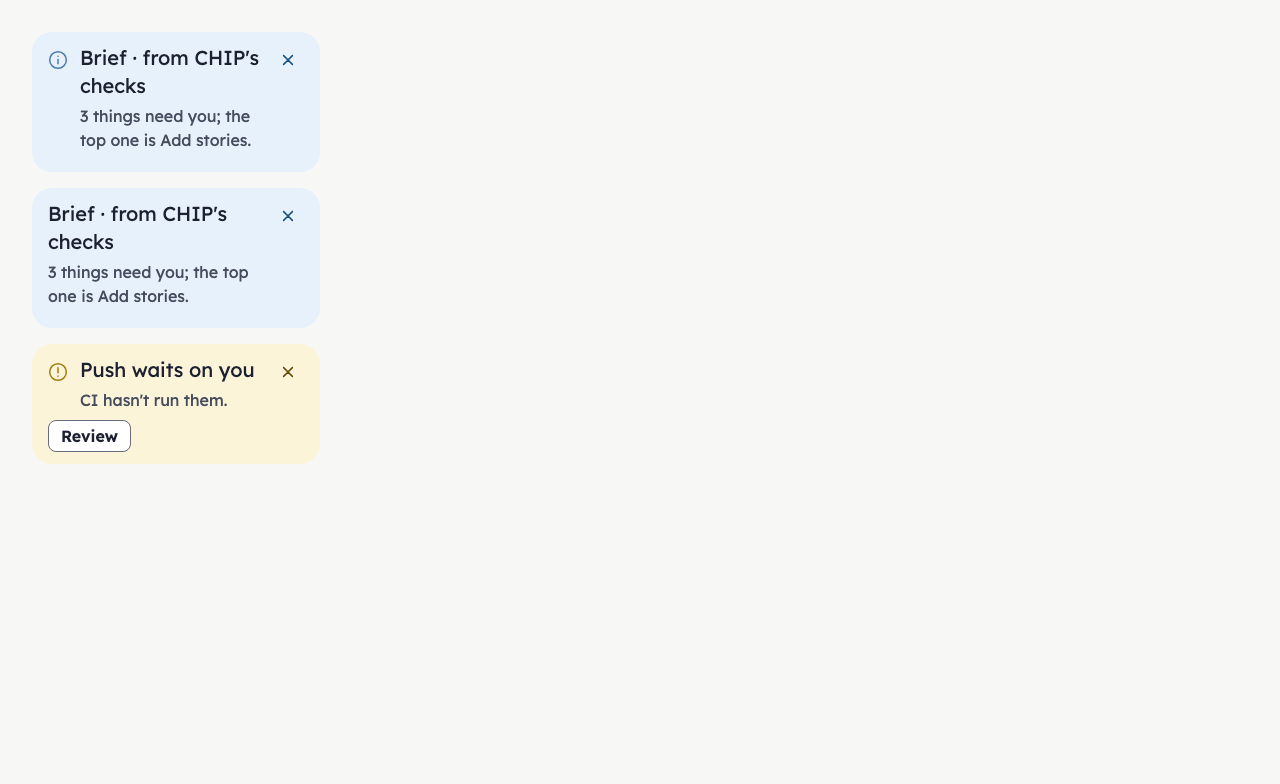 Brief · from CHIP's
checks
3 things need you; the
top one is Add stories.
Brief · from CHIP's
checks
3 things need you; the top
one is Add stories.
Push waits on you
CI hasn't run them.
Review